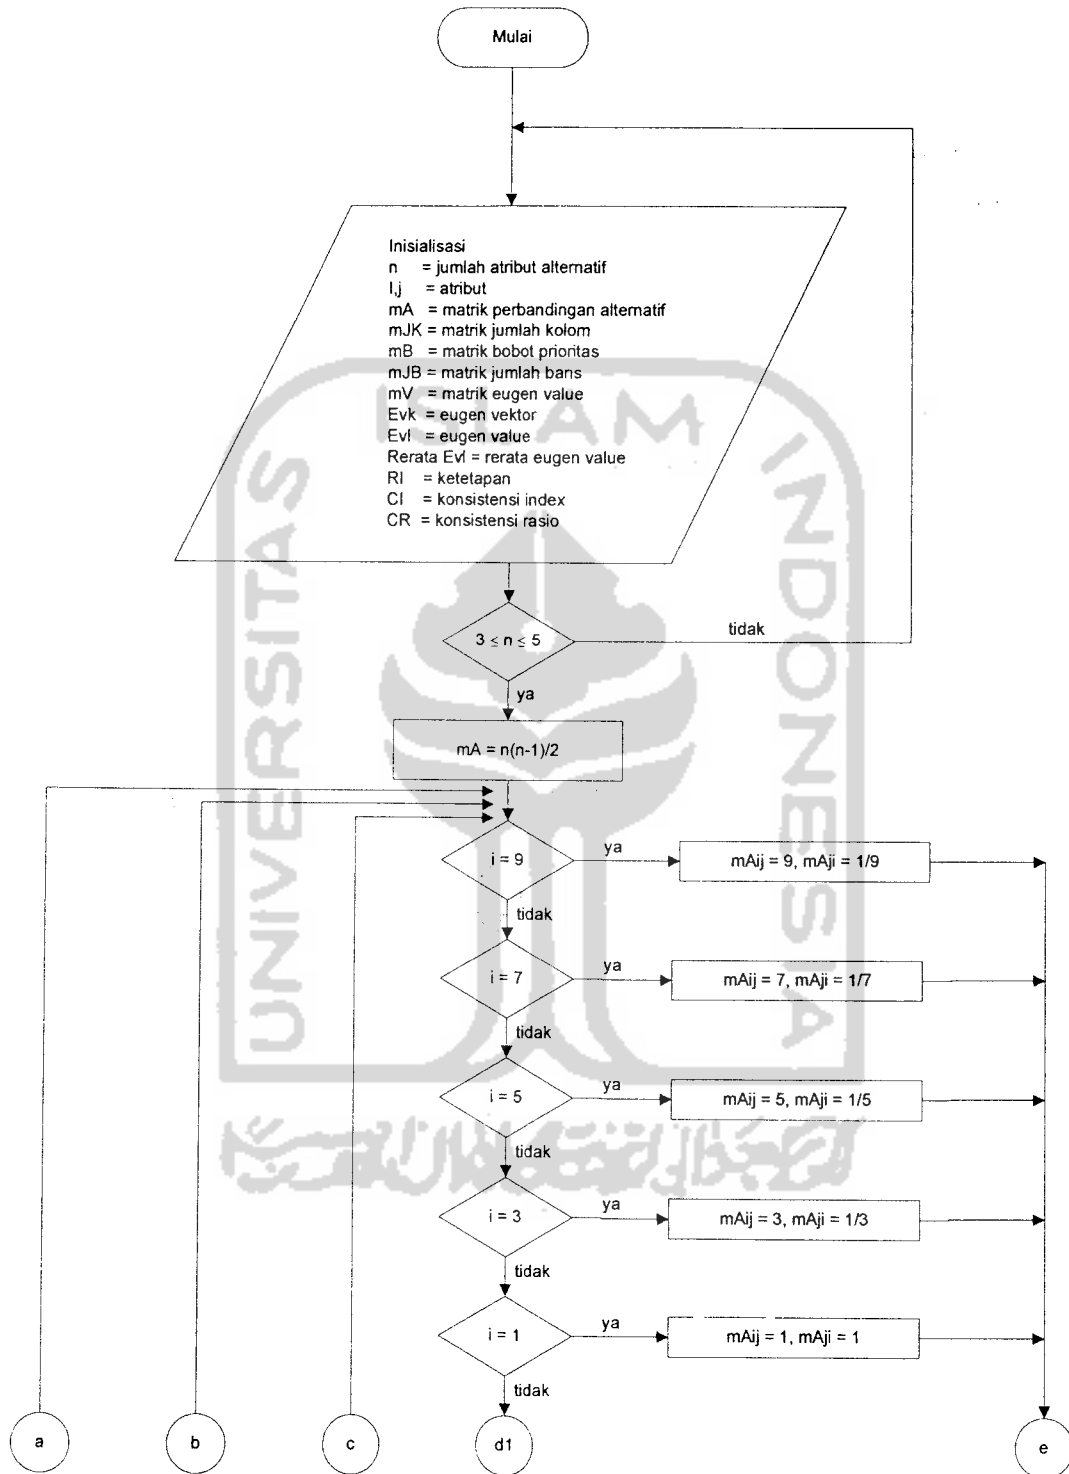 Mulai
Inisialisasi
n = jumlah atribut alternatif
I,j = atribut
mA = matrik perbandingan alternatif
mJK = matrik jumlah kolom
mB = matrik bobot prioritas
mJB = matrik jumlah baris
mV = matrik eugen value
Evk = eugen vektor
Evl = eugen value
Rerata Evl = rerata eugen value
RI = ketetapan
CI = konsistensi index
CR = konsistensi rasio
3 ≤ n ≤ 5
tidak
ya
mA = n(n-1)/2
i = 9
ya
mAij = 9, mAji = 1/9
tidak
i = 7
ya
mAij = 7, mAji = 1/7
tidak
i = 5
ya
mAij = 5, mAji = 1/5
tidak
i = 3
ya
mAij = 3, mAji = 1/3
tidak
i = 1
ya
mAij = 1, mAji = 1
tidak
a
b
c
d1
e
UNIVERSITAS
ISLAM
INDONESIA